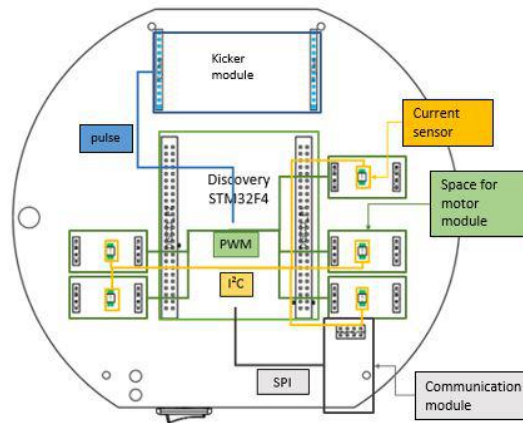 Kicker
module
pulse
Current
sensor
Discovery
STM32F4
Space for
motor
module
PWM
I²C
SPI
Communication
module